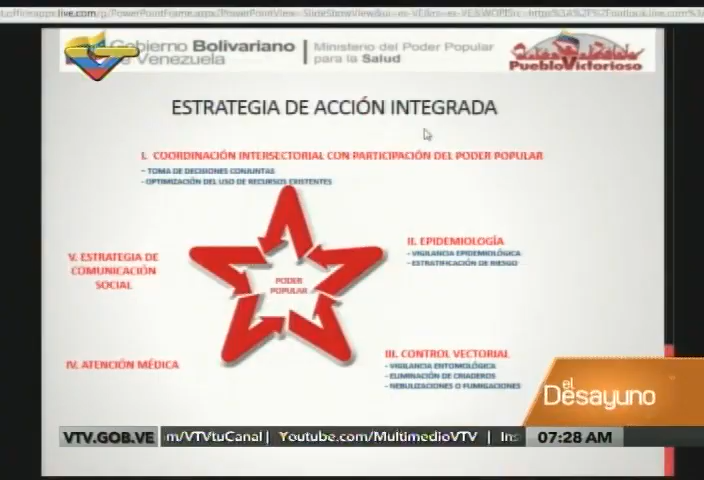 Gobierno Bolivariano
de Venezuela
Ministerio del Poder Popular
para la Salud
PuebloVictorioso
ESTRATEGIA DE ACCIÓN INTEGRADA
I. COORDINACIÓN INTERSECTORIAL CON PARTICIPACIÓN DEL PODER POPULAR
- TOMA DE DECISIONES CONJUNTAS
- OPTIMIZACIÓN DEL USO DE RECURSOS EXISTENTES
II. EPIDEMIOLOGÍA
- VIGILANCIA EPIDEMIOLÓGICA
- ESTRATIFICACIÓN DE RIESGO
V. ESTRATEGIA DE
COMUNICACIÓN
SOCIAL
PODER
POPULAR
III. CONTROL VECTORIAL
- VIGILANCIA ENTOMOLÓGICA
- ELIMINACIÓN DE CRIADEROS
- NEBULIZACIONES O FUMIGACIONES
IV. ATENCIÓN MÉDICA
el
Desayuno
VTV.GOB.VE m/VTVtuCanal | Youtube.com/MultimedioVTV | Ins 07:28 AM